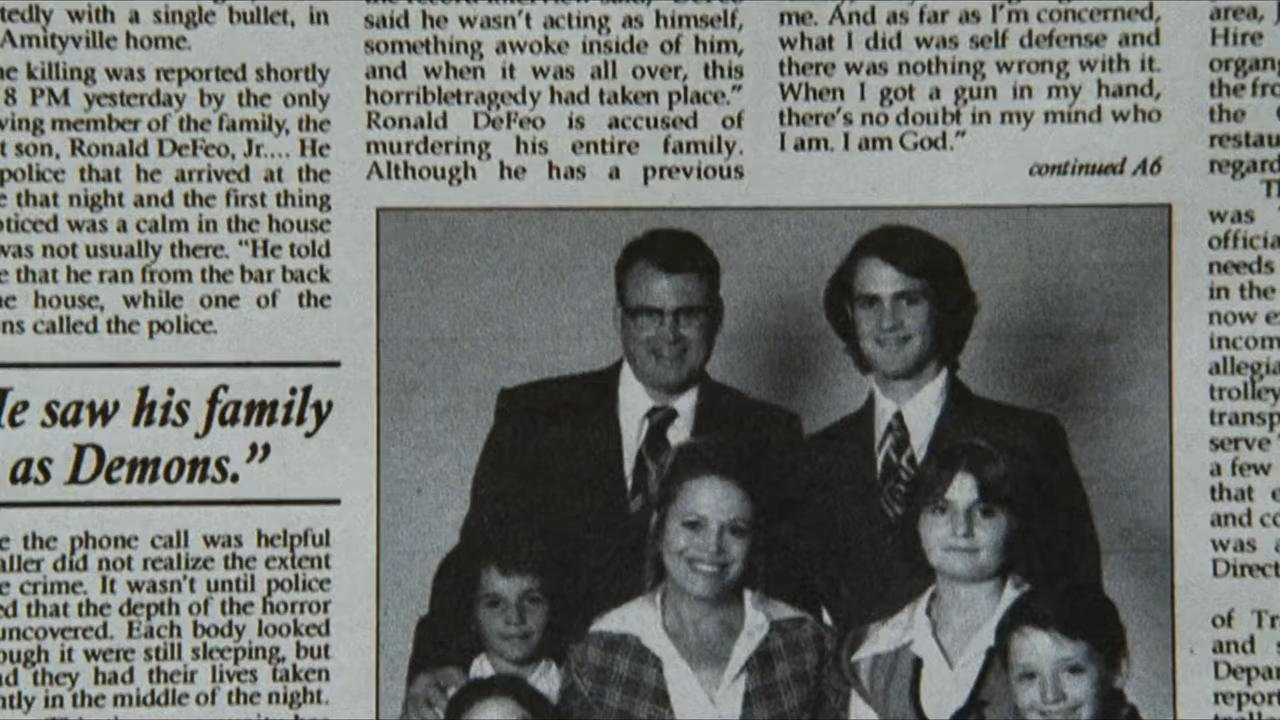 tedly with a single bullet, in
Amityville home.
he killing was reported shortly
8 PM yesterday by the only
ving member of the family, the
t son, Ronald DeFeo, Jr.... He
police that he arrived at the
e that night and the first thing
oticed was a calm in the house
was not usually there. "He told
e that he ran from the bar back
he house, while one of the
ns called the police.
He saw his family
as Demons."
e the phone call was helpful
aller did not realize the extent
e crime. It wasn't until police
ed that the depth of the horror
uncovered. Each body looked
ough it were still sleeping, but
ad they had their lives taken
ntly in the middle of the night.
said he wasn't acting as himself,
something awoke inside of him,
and when it was all over, this
horribletragedy had taken place."
Ronald DeFeo is accused of
murdering his entire family.
Although he has a previous
me. And as far as I'm concerned,
what I did was self defense and
there was nothing wrong with it.
When I got a gun in my hand,
there's no doubt in my mind who
I am. I am God."
continued A6
area,
Hire
organ
the fro
the
restau
regard
was
officia
needs
in the
now e
incom
allegia
trolley
transp
serve
a few
that
and co
was
Direct
of Tr
and
Depar
repor